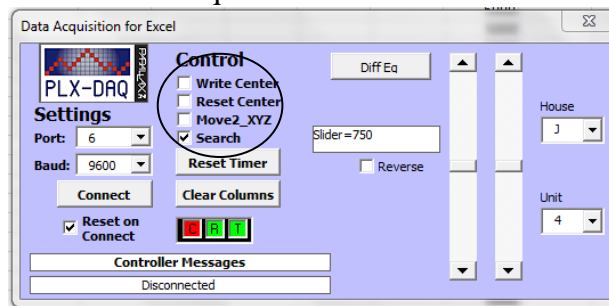 Data Acquisition for Excel
PLX-DAQ
PARALLAX
Control
Write Center
Reset Center
Move2_XYZ
Search
Diff Eq
Settings
Port: 6
Baud: 9600
Slider=750
Reverse
House
J
Reset Timer
Connect
Clear Columns
Unit
4
Reset on
Connect
C R T
Controller Messages
Disconnected